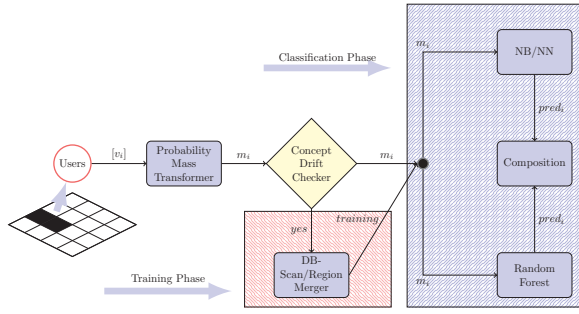 Classification Phase
m_i
NB/NN
pred_i
[v_i]
Users
Probability
Mass
Transformer
m_i
Concept
Drift
Checker
m_i
Composition
yes
training
pred_i
DB-
Scan/Region
Merger
Training Phase
m_i
Random
Forest